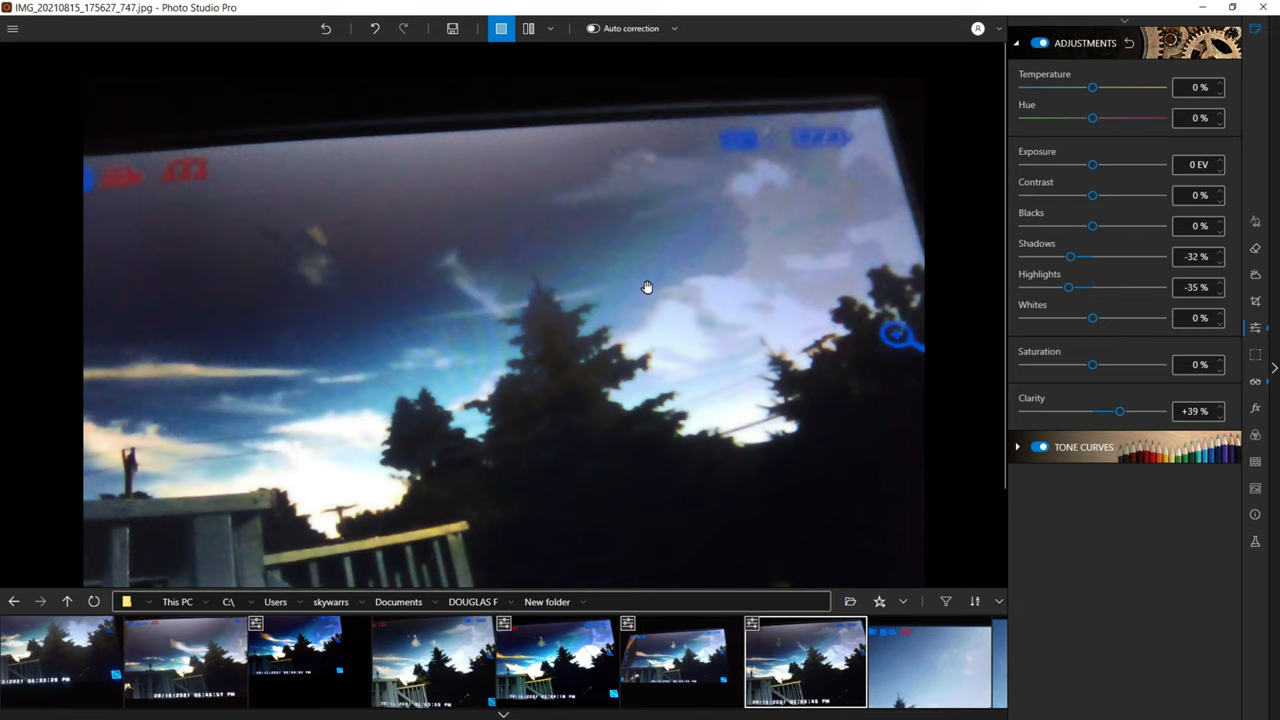 IMG_20210815_175627_747.jpg - Photo Studio Pro
Auto correction
ADJUSTMENTS
Temperature
0 %
Hue
0 %
Exposure
0 EV
Contrast
0 %
Blacks
0 %
Shadows
-32 %
Highlights
-35 %
Whites
0 %
Saturation
0 %
Clarity
+39 %
TONE CURVES
This PC
C:\
Users
skywarrs
Documents
DOUGLAS F
New folder
fx